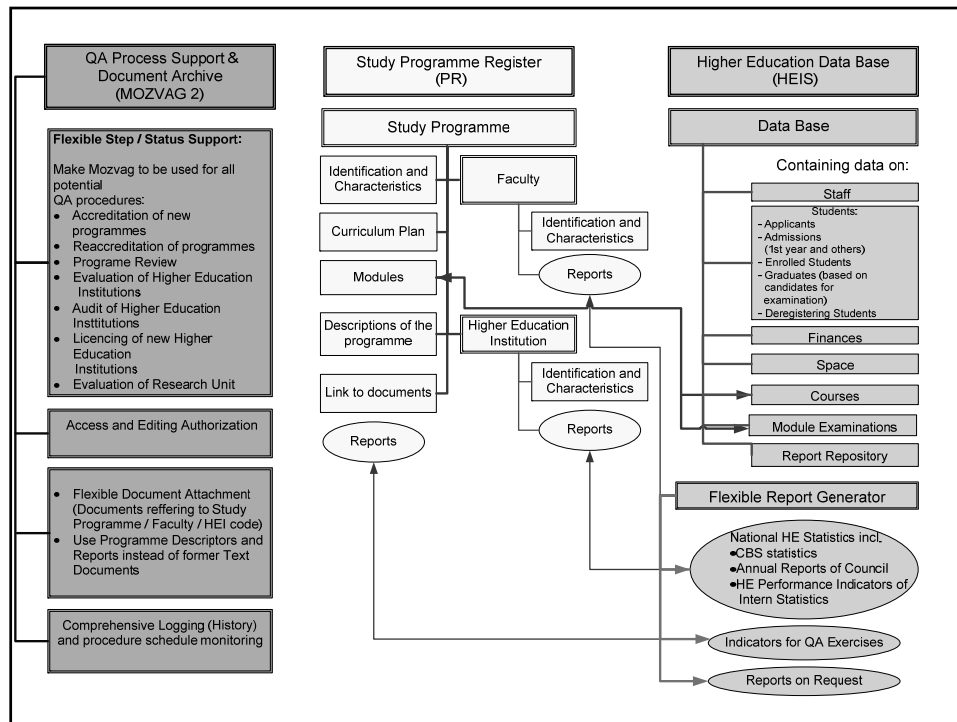 QA Process Support &
Document Archive
(MOZVAG 2)
Flexible Step / Status Support:
Make Mozvag to be used for all
potential
QA procedures:
• Accreditation of new
programmes
• Reaccreditation of programmes
• Programe Review
• Evaluation of Higher Education
Institutions
• Audit of Higher Education
Insttitutions
• Licencing of new Higher
Education
Institutions
• Evaluation of Research Unit
Access and Editing Authorization
• Flexible Document Attachment
(Documents reffering to Study
Programme / Faculty / HEI code)
• Use Programme Descriptors and
Reports instead of former Text
Documents
Comprehensive Logging (History)
and procedure schedule monitoring
Study Programme Register
(PR)
Study Programme
Identification and
Characteristics
Faculty
Identification and
Characteristics
Curriculum Plan
Reports
Modules
Descriptions of the
programme
Higher Education
Institution
Identification and
Characteristics
Link to documents
Reports
Reports
Higher Education Data Base
(HEIS)
Data Base
Containing data on:
Staff
Students:
- Applicants
- Admissions
(1st year and others)
- Enrolled Students
- Graduates (based on
candidates for
examination)
- Deregistering Students
Finances
Space
Courses
Module Examinations
Report Repository
Flexible Report Generator
National HE Statistics incl.
•CBS statistics
•Annual Reports of Council
•HE Performance Indicators of
Intern Statistics
Indicators for QA Exercises
Reports on Request